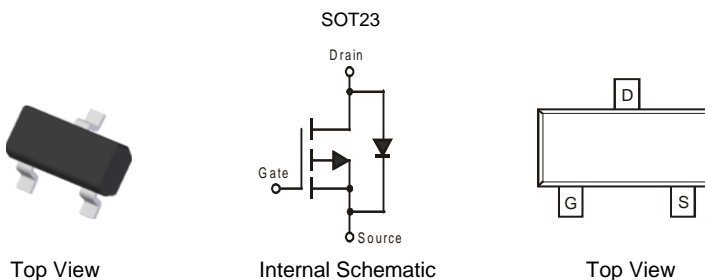 SOT23
Drain
Gate
Source
D
G
S
Top View
Internal Schematic
Top View